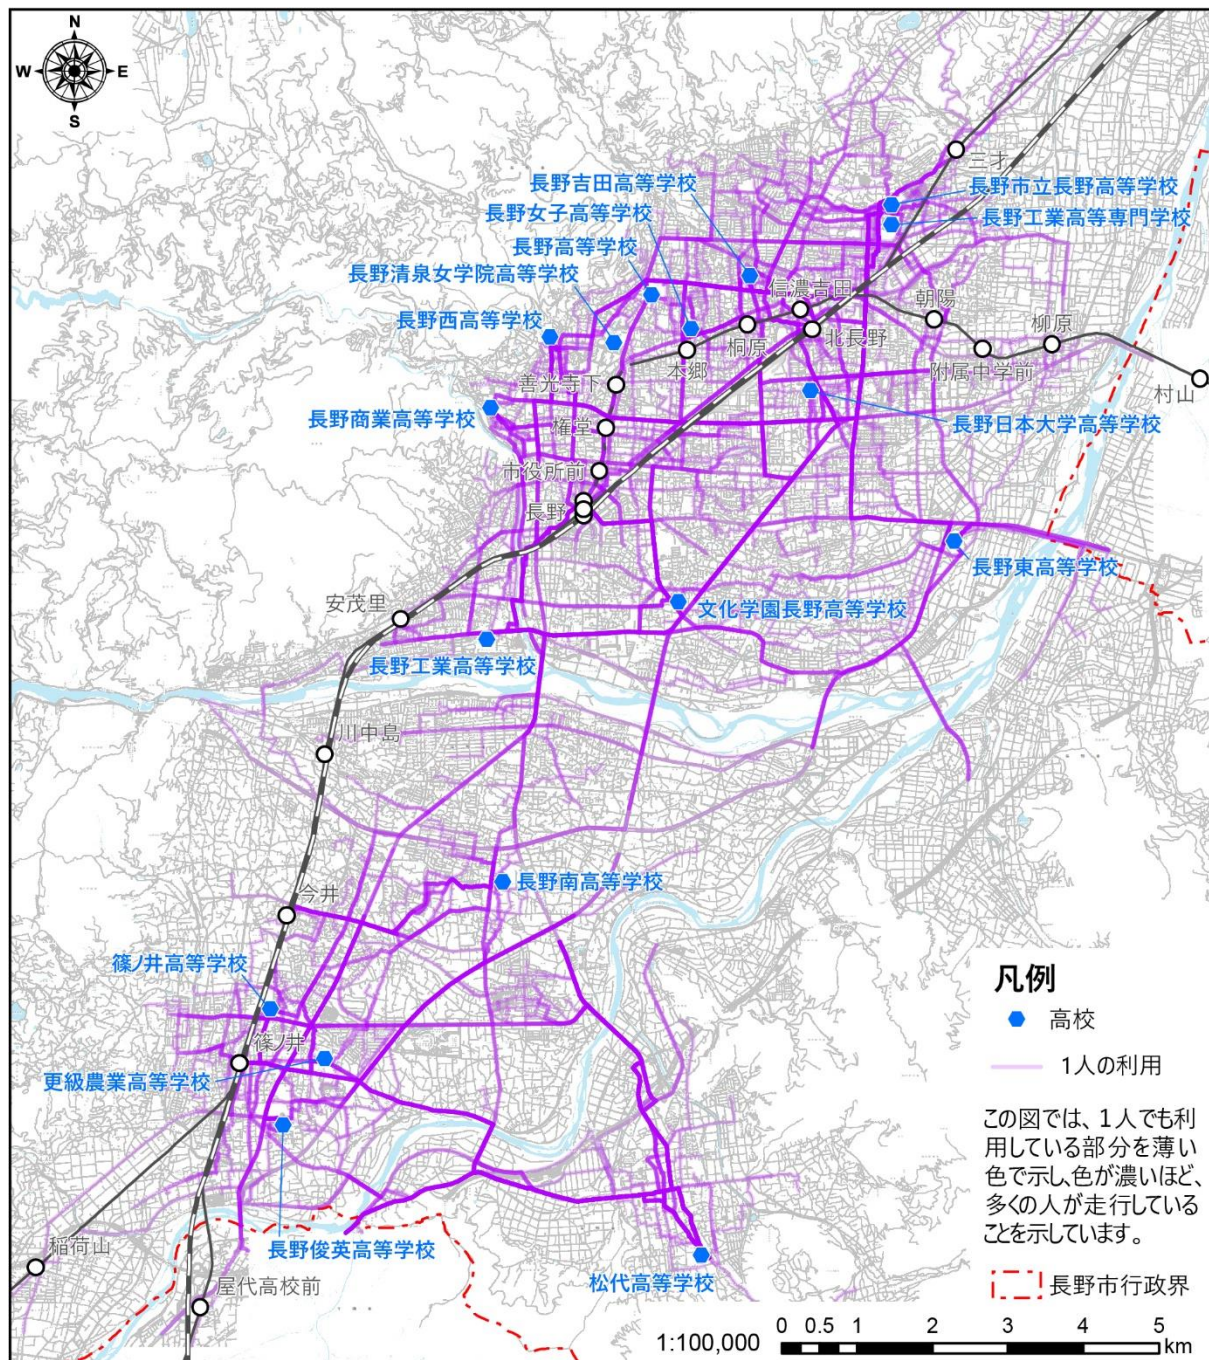 N
W
E
S
三才
長野吉田高等学校
長野市立長野高等学校
長野女子高等学校
長野工業高等専門学校
長野高等学校
長野清泉女学院高等学校
信濃吉田
朝陽
長野西高等学校
柳原
桐原
北長野
本郷
附属中学前
善光寺下
村山
長野商業高等学校
権堂
長野日本大学高等学校
市役所前
長野
長野東高等学校
安茂里
文化学園長野高等学校
長野工業高等学校
川中島
長野南高等学校
今井
篠ノ井高等学校
篠ノ井
更級農業高等学校
稲荷山
長野俊英高等学校
屋代高校前
松代高等学校
凡例
高校
1人の利用
この図では、1人でも利
用している部分を薄い
色で示し、色が濃いほど、
多くの人が走行している
ことを示しています。
長野市行政界
1:100,000
0 0.5 1 2 3 4 5
km